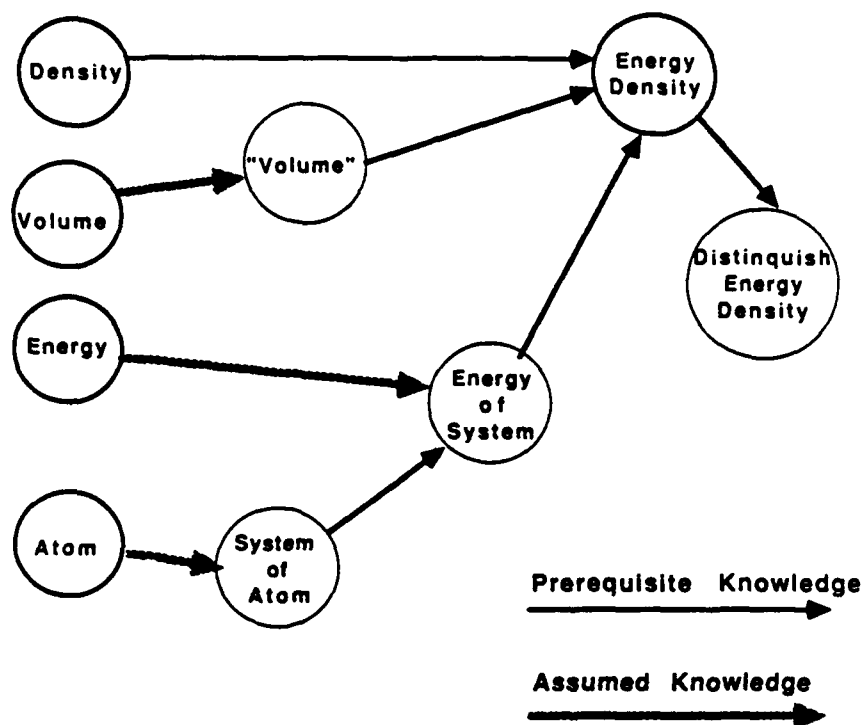 Density
Energy
Density
"Volume"
Volume
Distinquish
Energy
Density
Energy
Energy
of
System
Atom
System
of
Atom
Prerequisite Knowledge
Assumed Knowledge